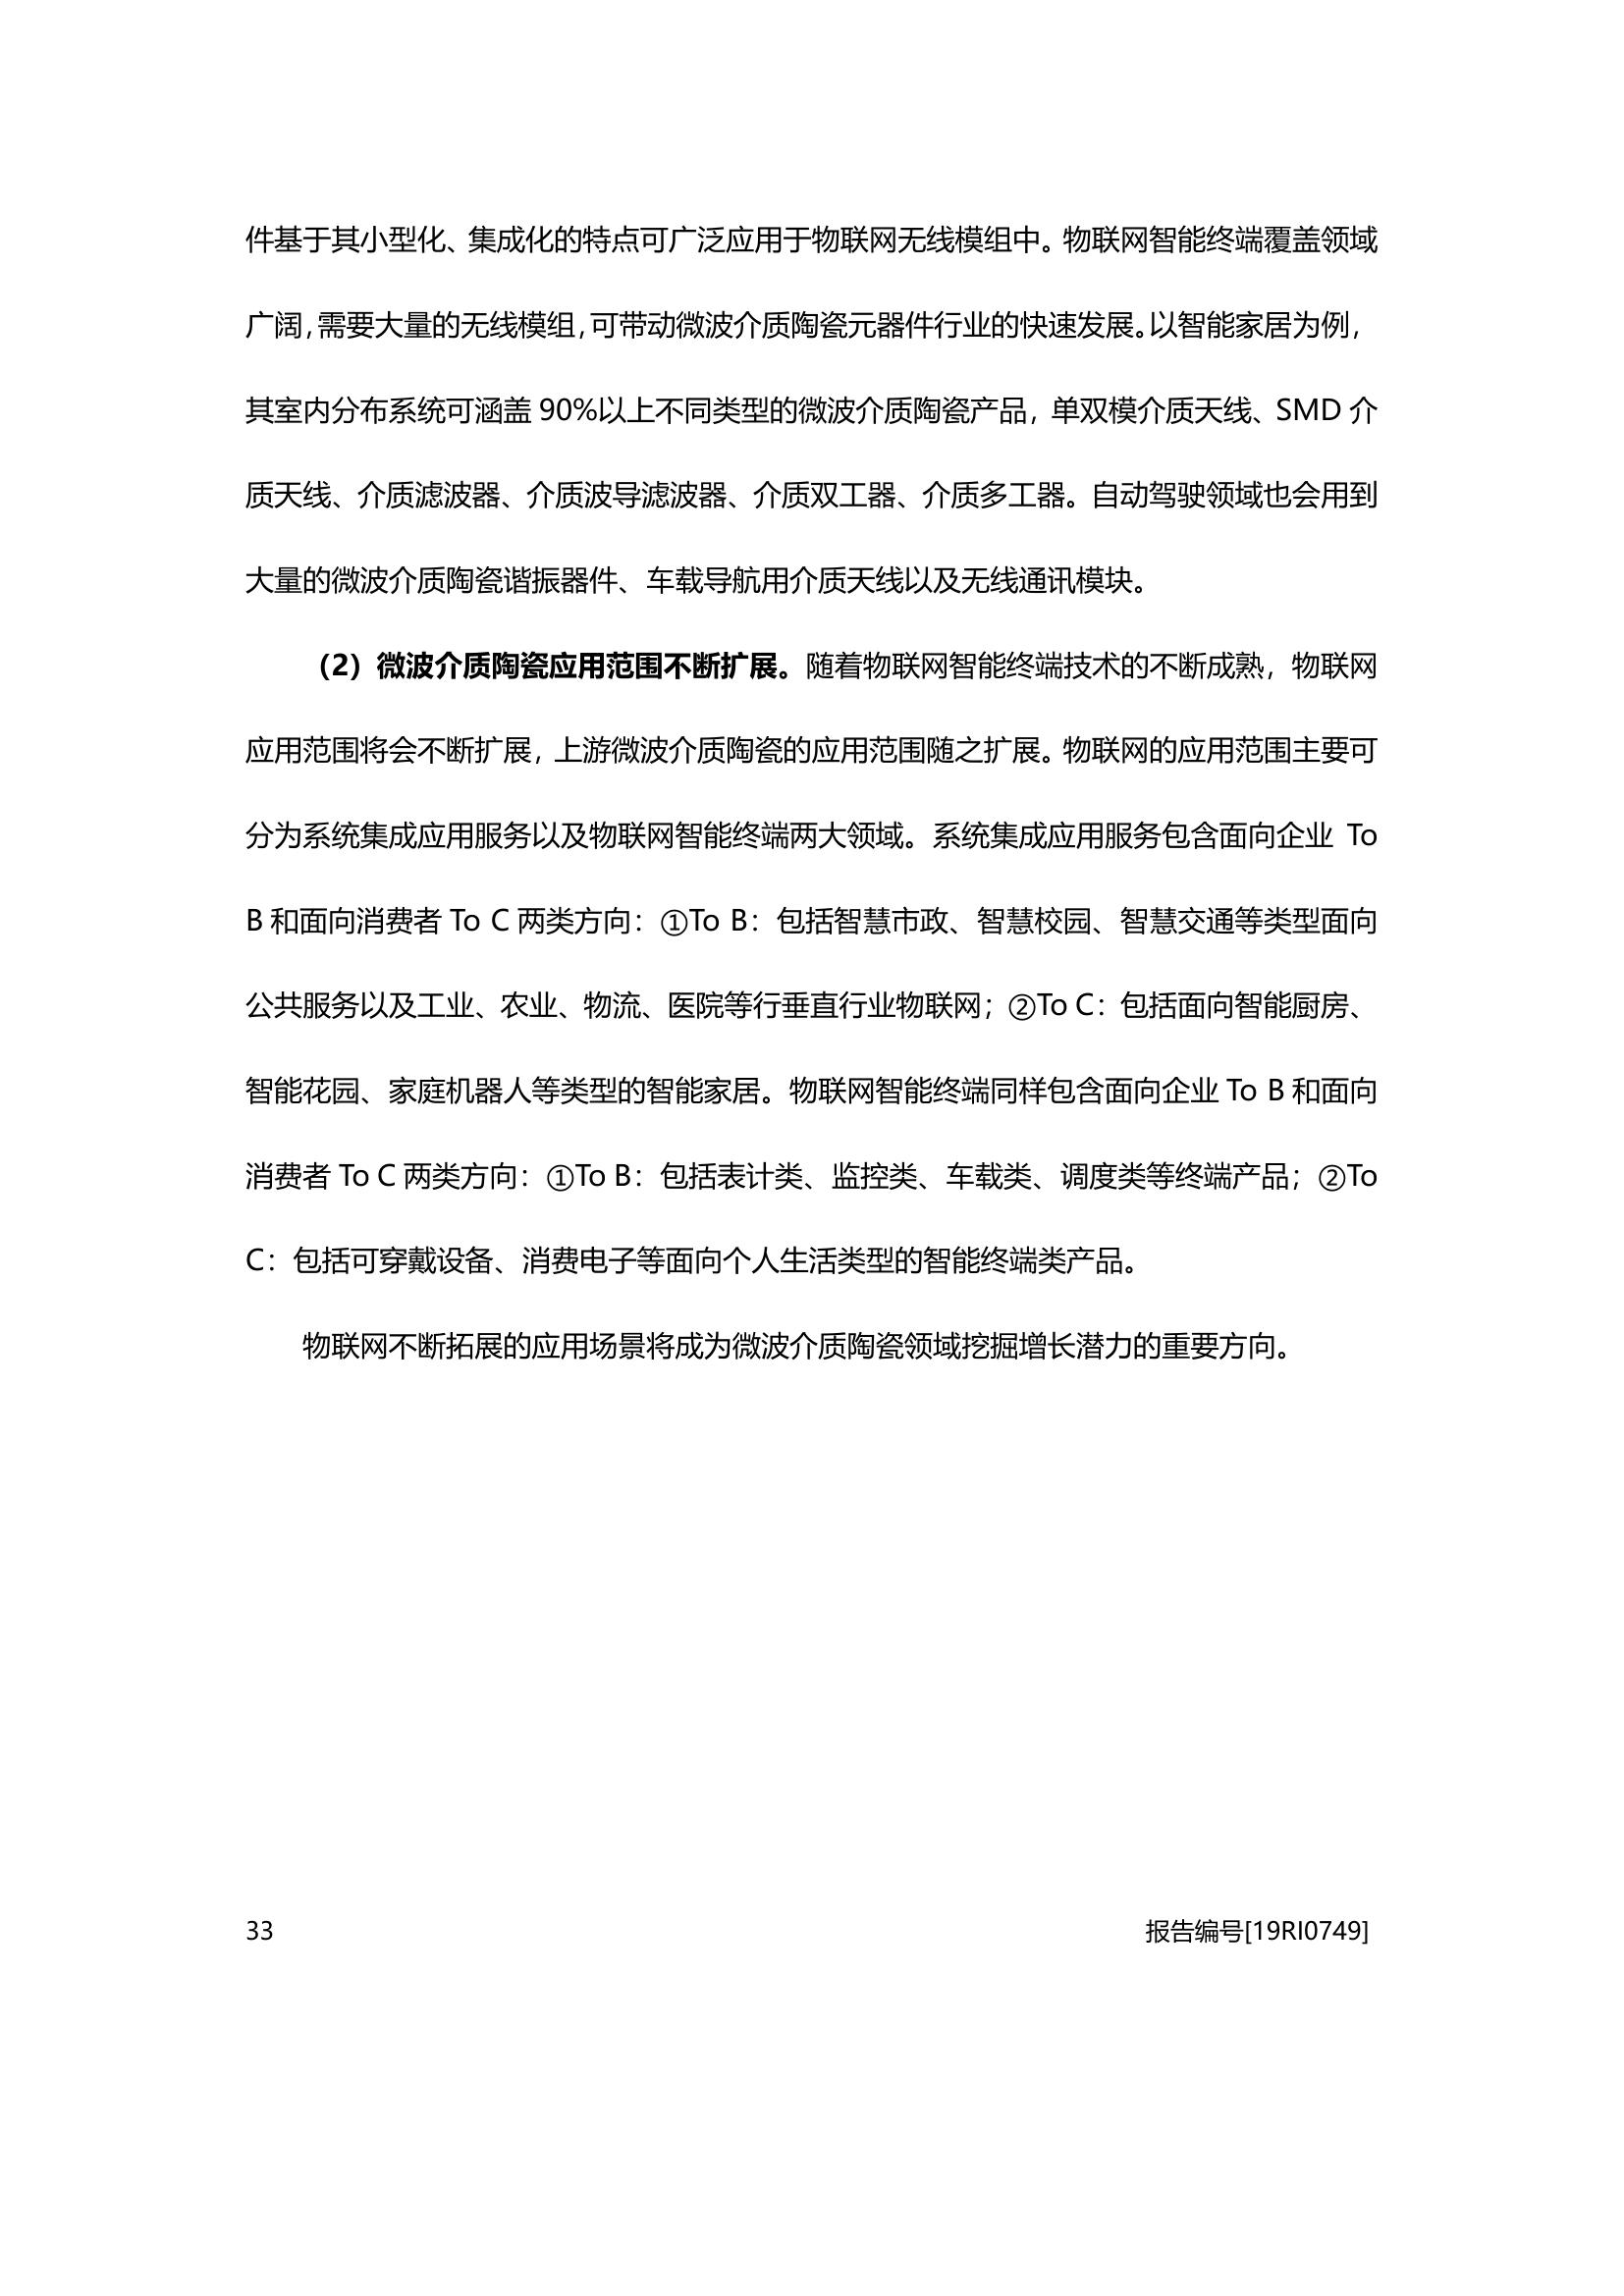 件基于其小型化、集成化的特点可广泛应用于物联网无线模组中。物联网智能终端覆盖领域
广阔，需要大量的无线模组，可带动微波介质陶瓷元器件行业的快速发展。以智能家居为例，
其室内分布系统可涵盖 90%以上不同类型的微波介质陶瓷产品，单双模介质天线、SMD 介
质天线、介质滤波器、介质波导滤波器、介质双工器、介质多工器。自动驾驶领域也会用到
大量的微波介质陶瓷谐振器件、车载导航用介质天线以及无线通讯模块。
（2）微波介质陶瓷应用范围不断扩展。随着物联网智能终端技术的不断成熟，物联网
应用范围将会不断扩展，上游微波介质陶瓷的应用范围随之扩展。物联网的应用范围主要可
分为系统集成应用服务以及物联网智能终端两大领域。系统集成应用服务包含面向企业 To
B 和面向消费者 To C 两类方向：①To B：包括智慧市政、智慧校园、智慧交通等类型面向
公共服务以及工业、农业、物流、医院等行垂直行业物联网；②To C：包括面向智能厨房、
智能花园、家庭机器人等类型的智能家居。物联网智能终端同样包含面向企业 To B 和面向
消费者 To C 两类方向：①To B：包括表计类、监控类、车载类、调度类等终端产品；②To
C：包括可穿戴设备、消费电子等面向个人生活类型的智能终端类产品。
物联网不断拓展的应用场景将成为微波介质陶瓷领域挖掘增长潜力的重要方向。
33 报告编号[19RI0749]